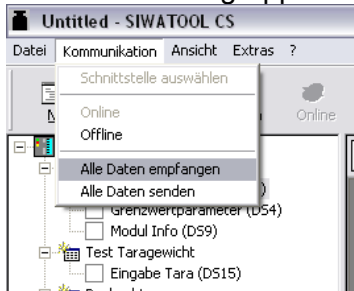 Untitled - SIWATOOL CS
Datei Kommunikation Ansicht Extras ?
Schnittstelle auswählen
Online
Offline
Online
Alle Daten empfangen
Alle Daten senden
Grenzwertparameter (DS4)
Modul Info (DS9)
Test Taragewicht
Eingabe Tara (DS15)